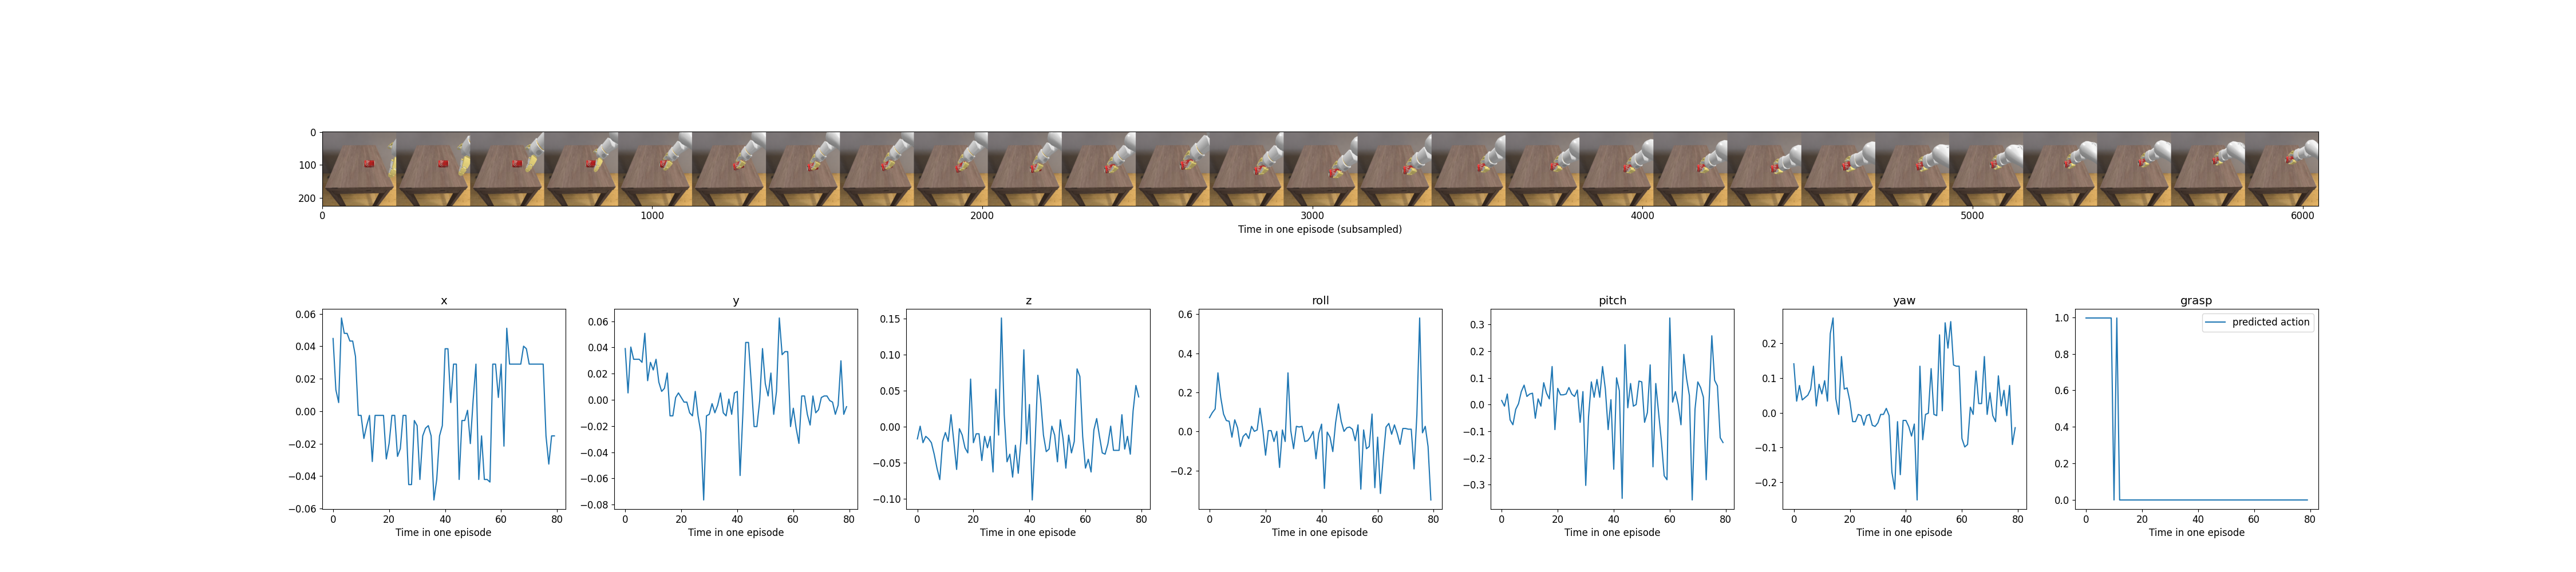 0
100
200
0 1000 2000 3000 4000 5000 6000
Time in one episode (subsampled)
x y z roll pitch yaw grasp
0.06
0.04
0.02
0.00
−0.02
−0.04
−0.06
0 20 40 60 80
Time in one episode
0.06
0.04
0.02
0.00
−0.02
−0.04
−0.06
−0.08
0 20 40 60 80
Time in one episode
0.15
0.10
0.05
0.00
−0.05
−0.10
0 20 40 60 80
Time in one episode
0.6
0.4
0.2
0.0
−0.2
0 20 40 60 80
Time in one episode
0.3
0.2
0.1
0.0
−0.1
−0.2
−0.3
0 20 40 60 80
Time in one episode
0.2
0.1
0.0
−0.1
−0.2
0 20 40 60 80
Time in one episode
predicted action
1.0
0.8
0.6
0.4
0.2
0.0
0 20 40 60 80
Time in one episode